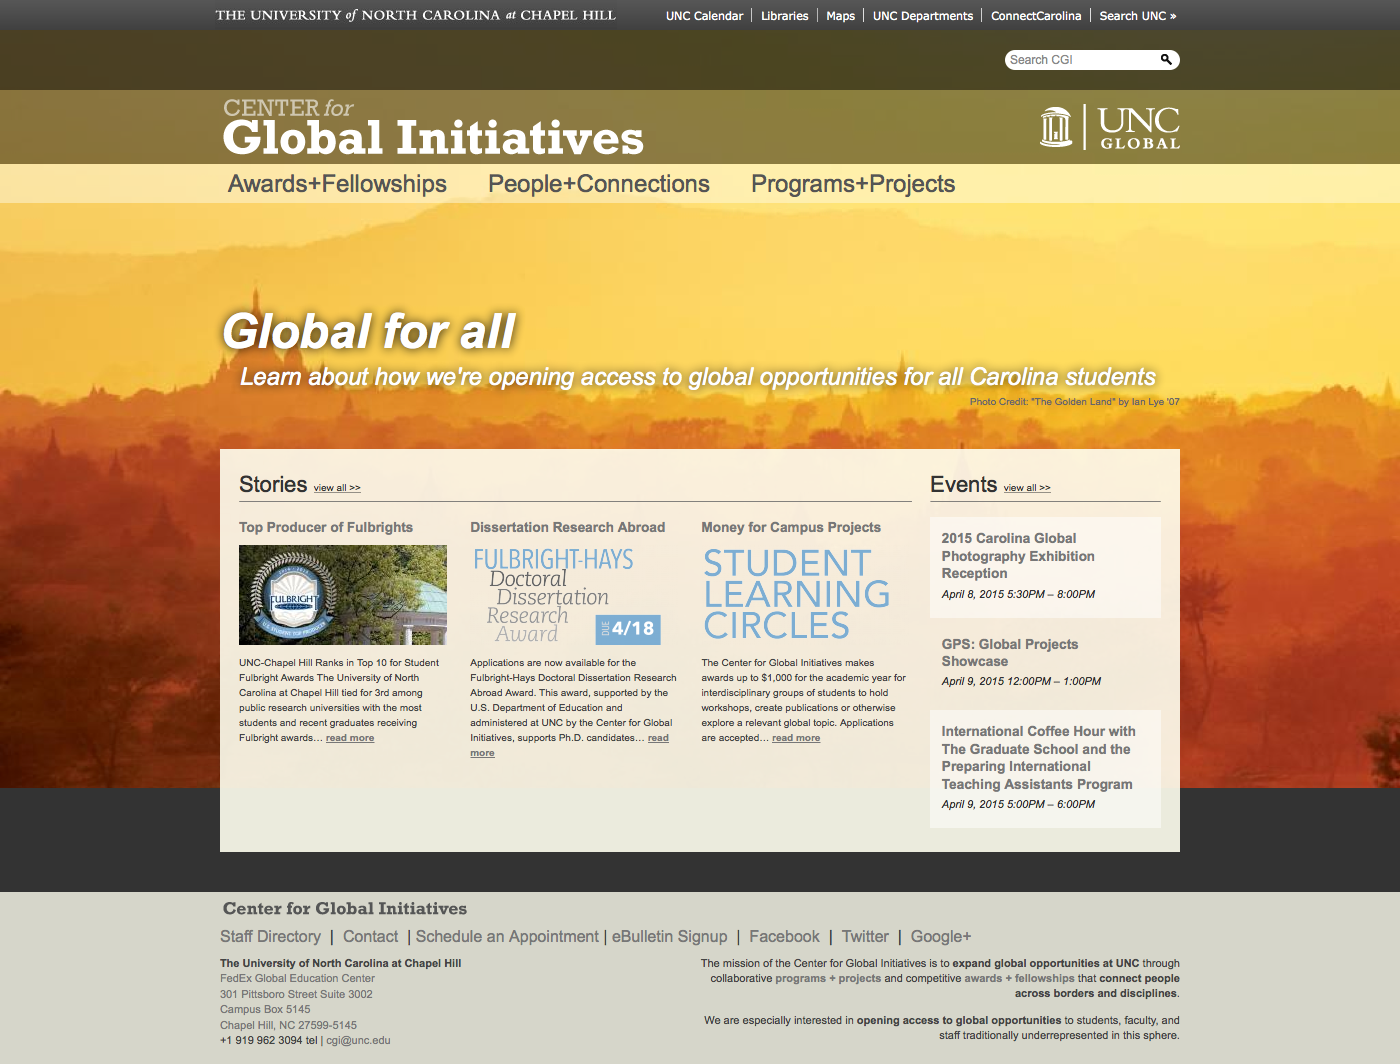 THE UNIVERSITY of NORTH CAROLINA at CHAPEL HILL
UNC Calendar | Libraries | Maps | UNC Departments | ConnectCarolina | Search UNC »
Search CGI
CENTER for
Global Initiatives
UNC
GLOBAL
Awards+Fellowships People+Connections Programs+Projects
Global for all
Learn about how we're opening access to global opportunities for all Carolina students
Photo Credit: "The Golden Land" by Ian Lye '07
Stories view all >>
Top Producer of Fulbrights
FULBRIGHT
UNC-Chapel Hill Ranks in Top 10 for Student
Fulbright Awards The University of North
Carolina at Chapel Hill tied for 3rd among
public research universities with the most
students and recent graduates receiving
Fulbright awards… read more
Dissertation Research Abroad
FULBRIGHT-HAYS
Doctoral
Dissertation
Research
Award
DUE 4/18
Applications are now available for the
Fulbright-Hays Doctoral Dissertation Research
Abroad Award. This award, supported by the
U.S. Department of Education and
administered at UNC by the Center for Global
Initiatives, supports Ph.D. candidates… read
more
Money for Campus Projects
STUDENT
LEARNING
CIRCLES
The Center for Global Initiatives makes
awards up to $1,000 for the academic year for
interdisciplinary groups of students to hold
workshops, create publications or otherwise
explore a relevant global topic. Applications
are accepted… read more
Events view all >>
2015 Carolina Global
Photography Exhibition
Reception
April 8, 2015 5:30PM – 8:00PM
GPS: Global Projects
Showcase
April 9, 2015 12:00PM – 1:00PM
International Coffee Hour with
The Graduate School and the
Preparing International
Teaching Assistants Program
April 9, 2015 5:00PM – 6:00PM
Center for Global Initiatives
Staff Directory | Contact | Schedule an Appointment | eBulletin Signup | Facebook | Twitter | Google+
The University of North Carolina at Chapel Hill
FedEx Global Education Center
301 Pittsboro Street Suite 3002
Campus Box 5145
Chapel Hill, NC 27599-5145
+1 919 962 3094 tel | cgi@unc.edu
The mission of the Center for Global Initiatives is to expand global opportunities at UNC through
collaborative programs + projects and competitive awards + fellowships that connect people
across borders and disciplines.
We are especially interested in opening access to global opportunities to students, faculty, and
staff traditionally underrepresented in this sphere.